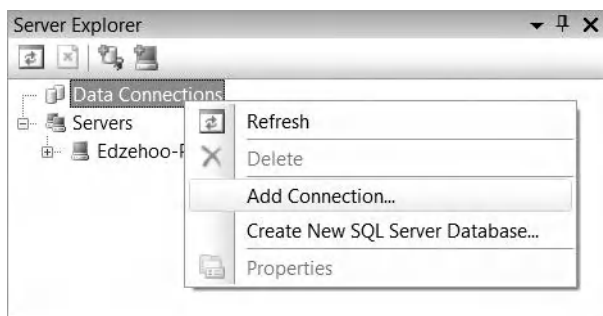 Server Explorer
Data Connections
Servers
Edzehoo-P
Refresh
Delete
Add Connection...
Create New SQL Server Database...
Properties